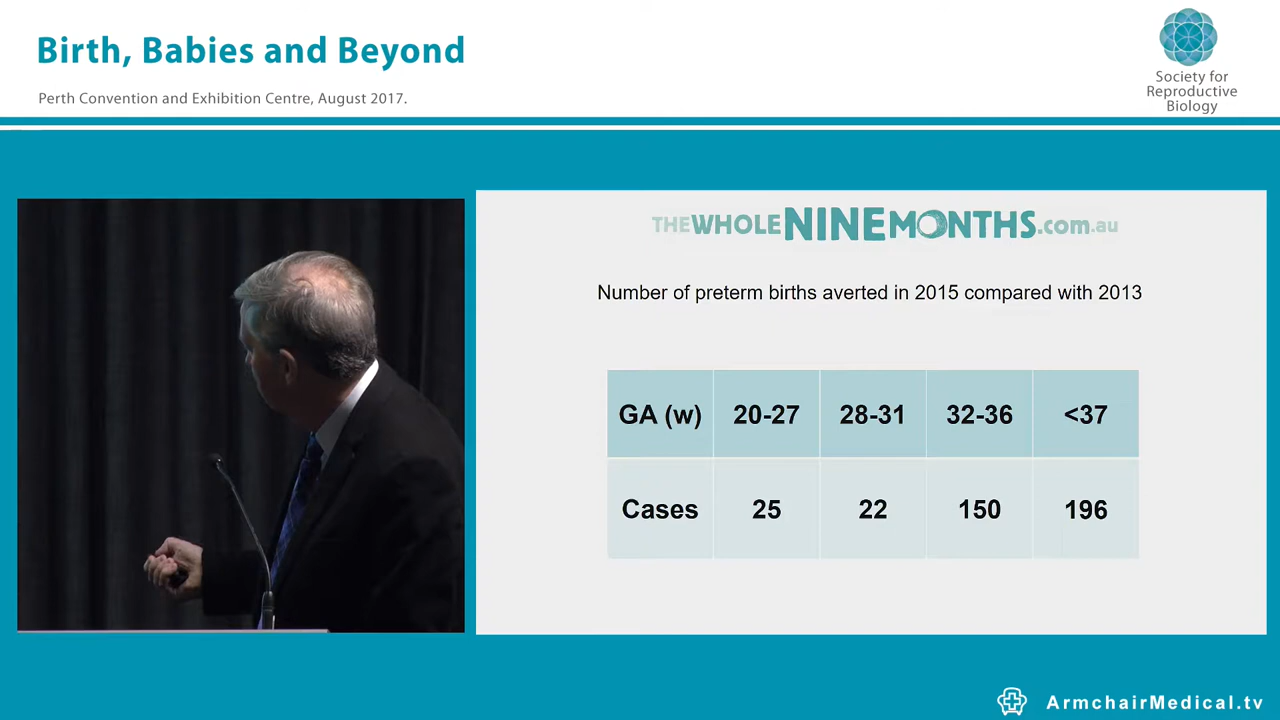 Birth, Babies and Beyond
Perth Convention and Exhibition Centre, August 2017.
Society for
Reproductive
Biology
THEWHOLENINEMONTHS.com.au
Number of preterm births averted in 2015 compared with 2013
GA (w) 20-27 28-31 32-36 <37
Cases 25 22 150 196
ArmchairMedical.tv